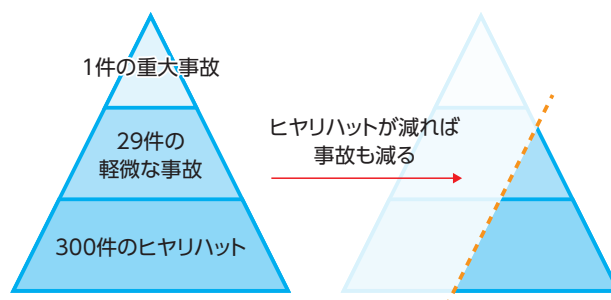 1件の重大事故
29件の
軽微な事故
300件のヒヤリハット
ヒヤリハットが減れば
事故も減る